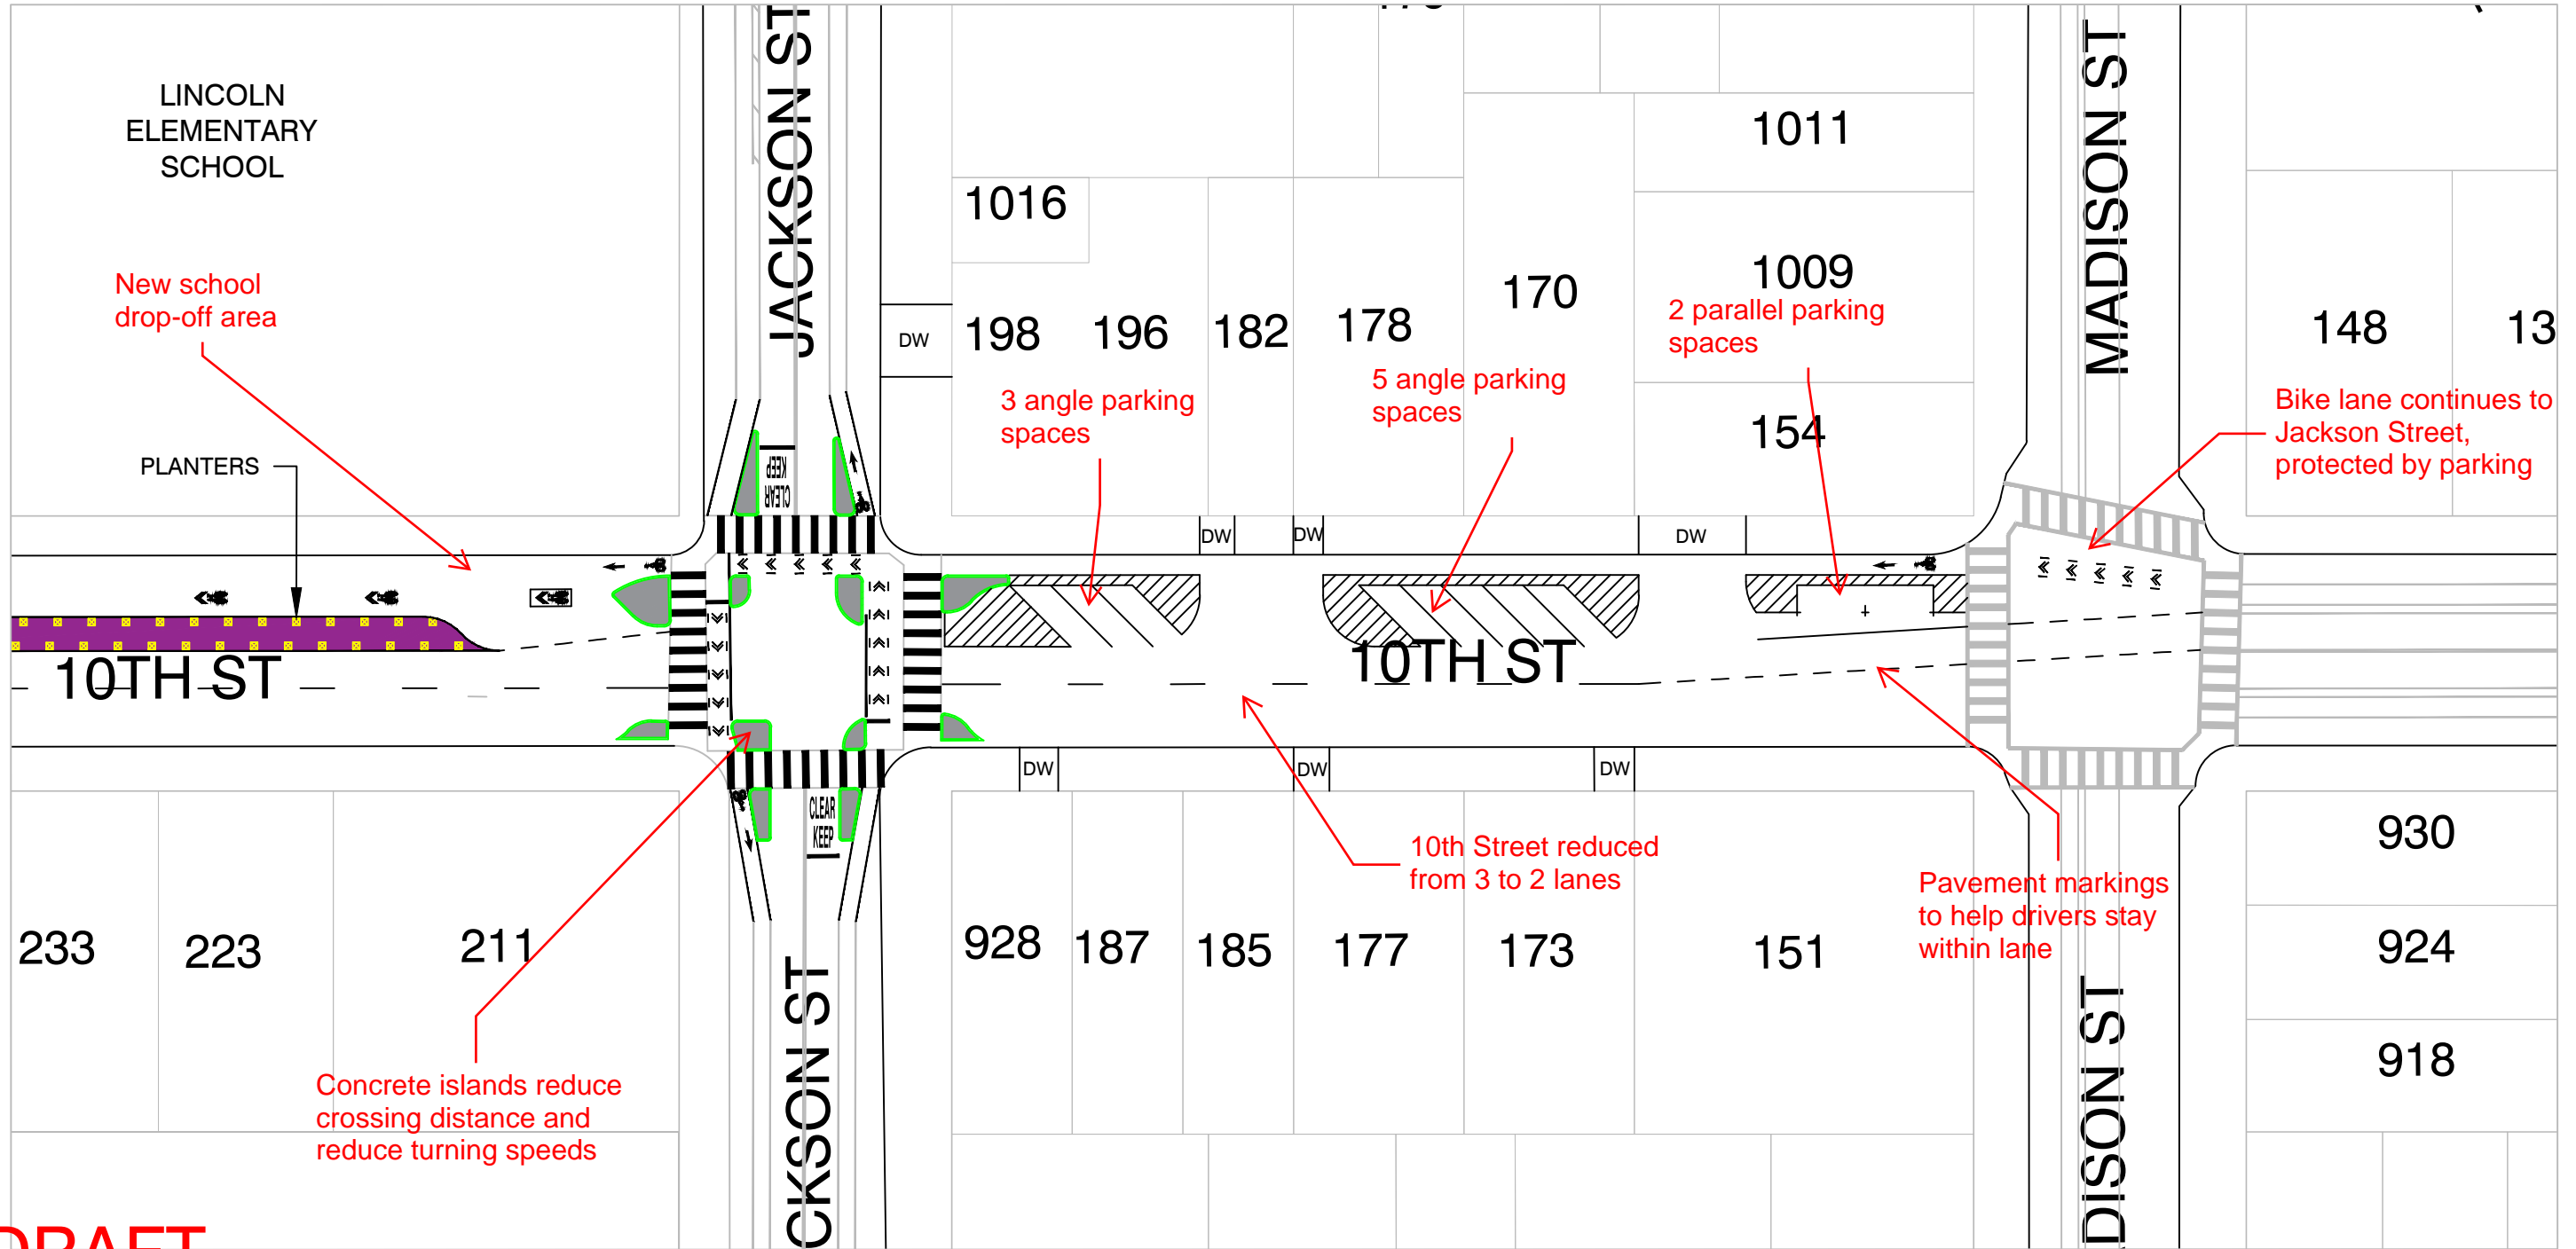 JACKSON ST
MADISON ST
LINCOLN
ELEMENTARY
SCHOOL
1011
1016
1009
New school
drop-off area
2 parallel parking
spaces
170
198
196
182
178
148
13
DW
5 angle parking
spaces
3 angle parking
spaces
154
Bike lane continues to
Jackson Street,
protected by parking
PLANTERS
KEEP
CLEAR
DW
DW
DW
10TH ST
10TH ST
DW
DW
DW
CLEAR
KEEP
10th Street reduced
from 3 to 2 lanes
Pavement markings
to help drivers stay
within lane
930
233
223
211
928
187
185
177
173
151
924
918
CKSON ST
DISON ST
Concrete islands reduce
crossing distance and
reduce turning speeds
DRAFT